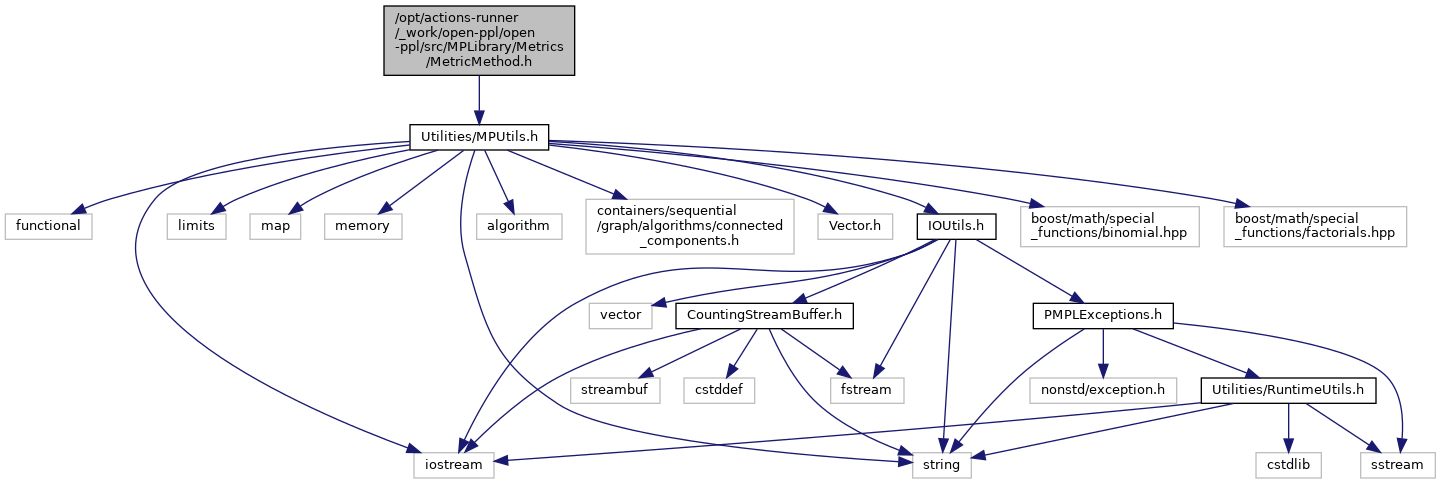 /opt/actions-runner
/_work/open-ppl/open
-ppl/src/MPLibrary/Metrics
/MetricMethod.h
Utilities/MPUtils.h
functional
limits
map
memory
algorithm
containers/sequential
/graph/algorithms/connected
_components.h
Vector.h
IOUtils.h
boost/math/special
_functions/binomial.hpp
boost/math/special
_functions/factorials.hpp
vector
CountingStreamBuffer.h
PMPLExceptions.h
streambuf
cstddef
fstream
nonstd/exception.h
Utilities/RuntimeUtils.h
iostream
string
cstdlib
sstream